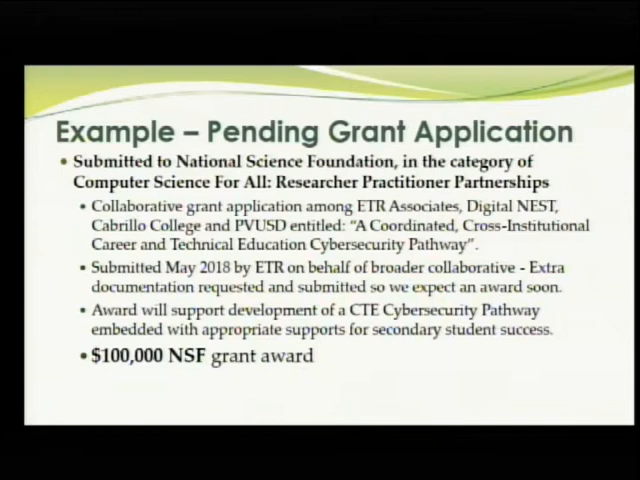 Example – Pending Grant Application
• Submitted to National Science Foundation, in the category of
Computer Science For All: Researcher Practitioner Partnerships
• Collaborative grant application among ETR Associates, Digital NEST,
Cabrillo College and PVUSD entitled: "A Coordinated, Cross-Institutional
Career and Technical Education Cybersecurity Pathway".
• Submitted May 2018 by ETR on behalf of broader collaborative - Extra
documentation requested and submitted so we expect an award soon.
• Award will support development of a CTE Cybersecurity Pathway
embedded with appropriate supports for secondary student success.
• $100,000 NSF grant award